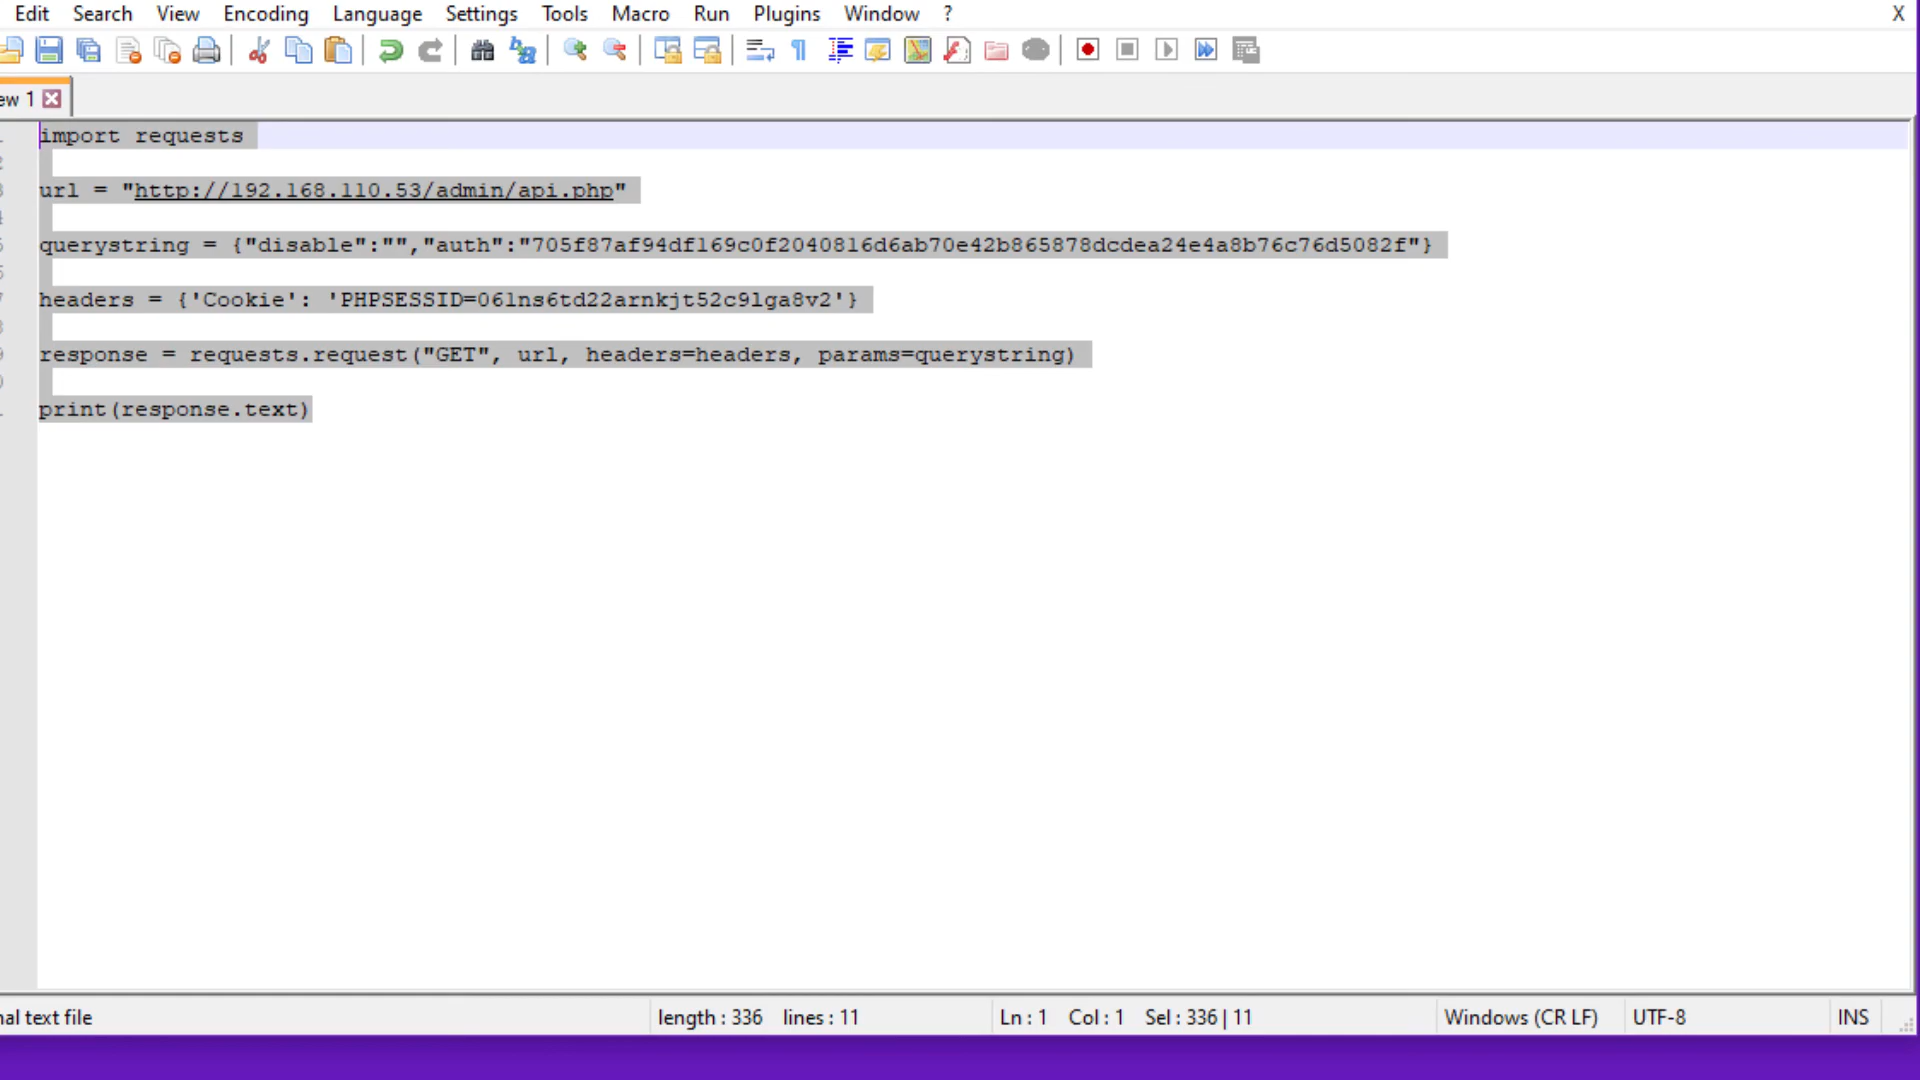 Edit Search View Encoding Language Settings Tools Macro Run Plugins Window ? X
ew 1
import requests
url = "http://192.168.110.53/admin/api.php"
querystring = {"disable":"","auth":"705f87af94df169c0f2040816d6ab70e42b865878dcdea24e4a8b76c76d5082f"}
headers = {'Cookie': 'PHPSESSID=061ns6td22arnkjt52c9lga8v2'}
response = requests.request("GET", url, headers=headers, params=querystring)
print(response.text)
nal text file length : 336 lines : 11 Ln : 1 Col : 1 Sel : 336 | 11 Windows (CR LF) UTF-8 INS